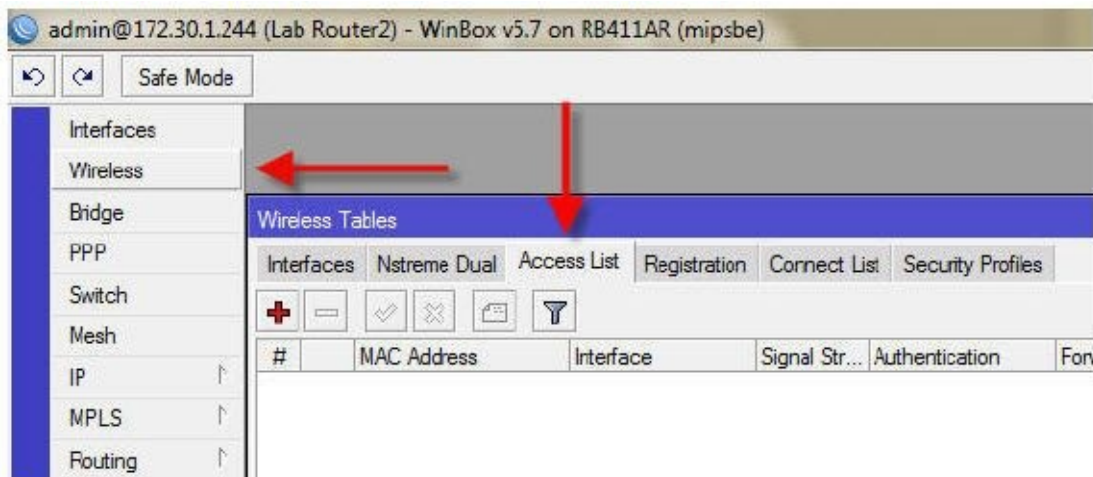 admin@172.30.1.244 (Lab Router2) - WinBox v5.7 on RB411AR (mipsbe)
Safe Mode
Interfaces
Wireless
Bridge
PPP
Switch
Mesh
IP
MPLS
Routing
Wireless Tables
Interfaces Nstreme Dual Access List Registration Connect List Security Profiles
# MAC Address Interface Signal Str... Authentication Forw